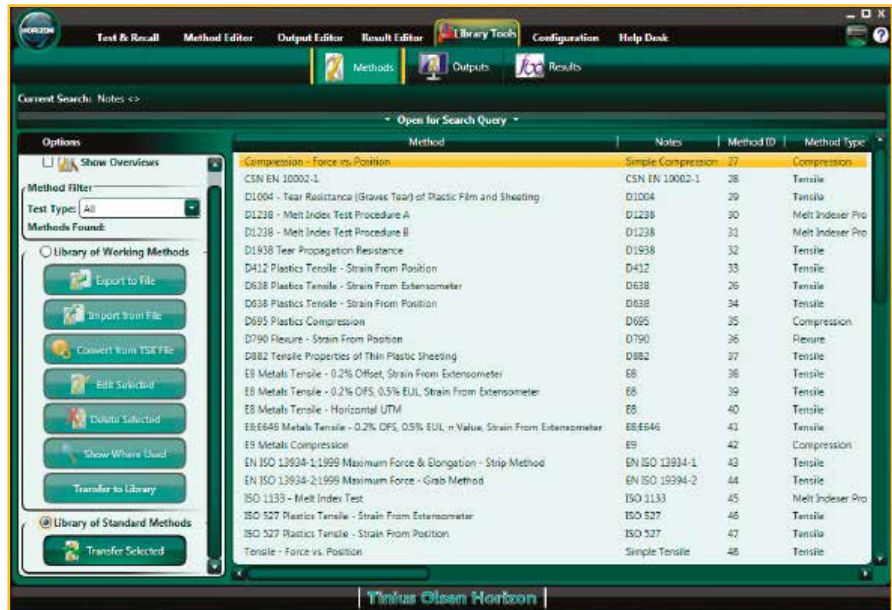 HORIZON
Test & Recall Method Editor Output Editor Result Editor Library Tools Configuration Help Desk
Methods Outputs Results
Current Search: Notes <>
Open for Search Query
Options
Show Overviews
Method Filter
Test Type: All
Methods Found:
Library of Working Methods
Export to File
Import from File
Convert from TSK File
Edit Selected
Delete Selected
Show Where Used
Transfer to Library
Library of Standard Methods
Transfer Selected
Method Notes Method ID Method Type
Compression - Force vs. Position Simple Compression 27 Compression
CSN EN 10002-1 CSN EN 10002-1 28 Tensile
D1004 - Tear Resistance (Graves Tear) of Plastic Film and Sheeting D1004 29 Tensile
D1238 - Melt Index Test Procedure A D1238 30 Melt Indexer Pro
D1238 - Melt Index Test Procedure B D1238 31 Melt Indexer Pro
D1938 Tear Propagation Resistance D1938 32 Tensile
D412 Plastics Tensile - Strain From Position D412 33 Tensile
D638 Plastics Tensile - Strain From Extensometer D638 26 Tensile
D638 Plastics Tensile - Strain From Position D638 34 Tensile
D695 Plastics Compression D695 35 Compression
D790 Flexure - Strain From Position D790 36 Flexure
D882 Tensile Properties of Thin Plastic Sheeting D882 37 Tensile
E8 Metals Tensile - 0.2% Offset, Strain From Extensometer E8 38 Tensile
E8 Metals Tensile - 0.2% OFS, 0.5% EUL, Strain From Extensometer E8 39 Tensile
E8 Metals Tensile - Horizontal UTM E8 40 Tensile
E8;E646 Metals Tensile - 0.2% OFS, 0.5% EUL, n Value, Strain From Extensometer E8;E646 41 Tensile
E9 Metals Compression E9 42 Compression
EN ISO 13934-1;1999 Maximum Force & Elongation - Strip Method EN ISO 13934-1 43 Tensile
EN ISO 13934-2;1999 Maximum Force - Grab Method EN ISO 19394-2 44 Tensile
ISO 1133 - Melt Index Test ISO 1133 45 Melt Indexer Pro
ISO 527 Plastics Tensile - Strain From Extensometer ISO 527 46 Tensile
ISO 527 Plastics Tensile - Strain From Position ISO 527 47 Tensile
Tensile - Force vs. Position Simple Tensile 48 Tensile
Tinius Olsen Horizon